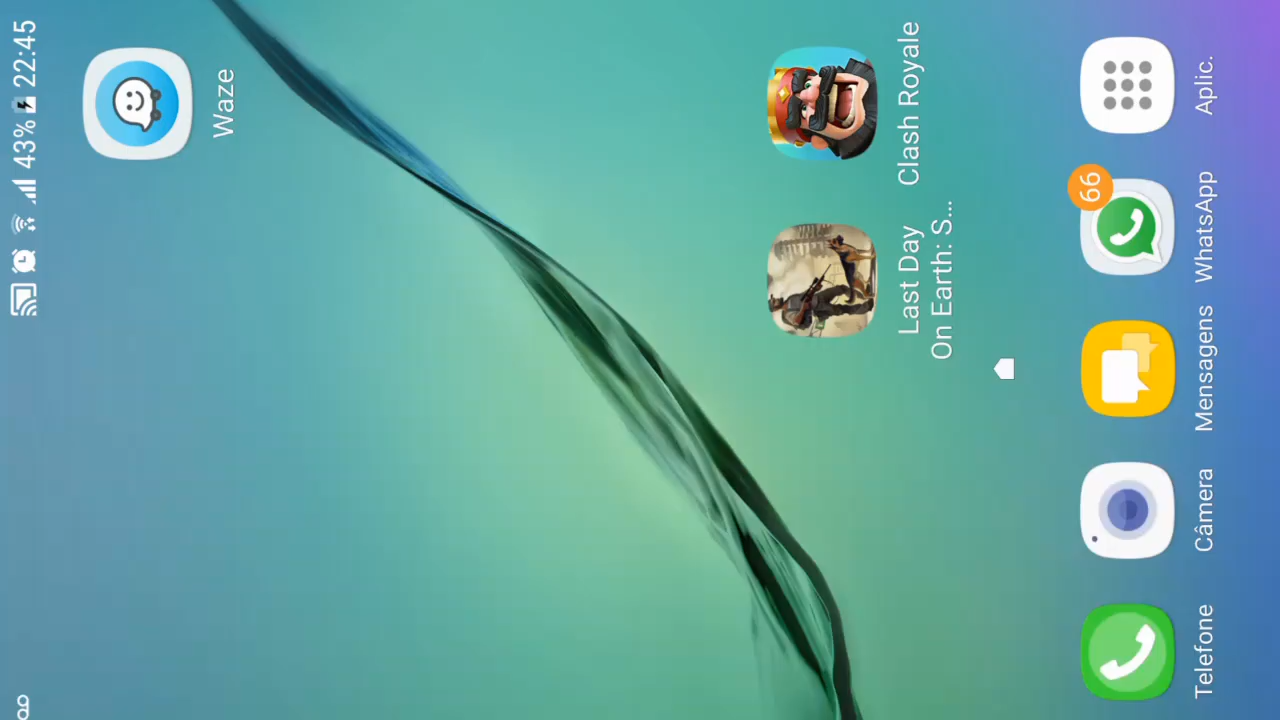 43% 22:45
Waze
Last Day
On Earth: S...
Clash Royale
66
Telefone
Câmera
Mensagens
WhatsApp
Aplic.